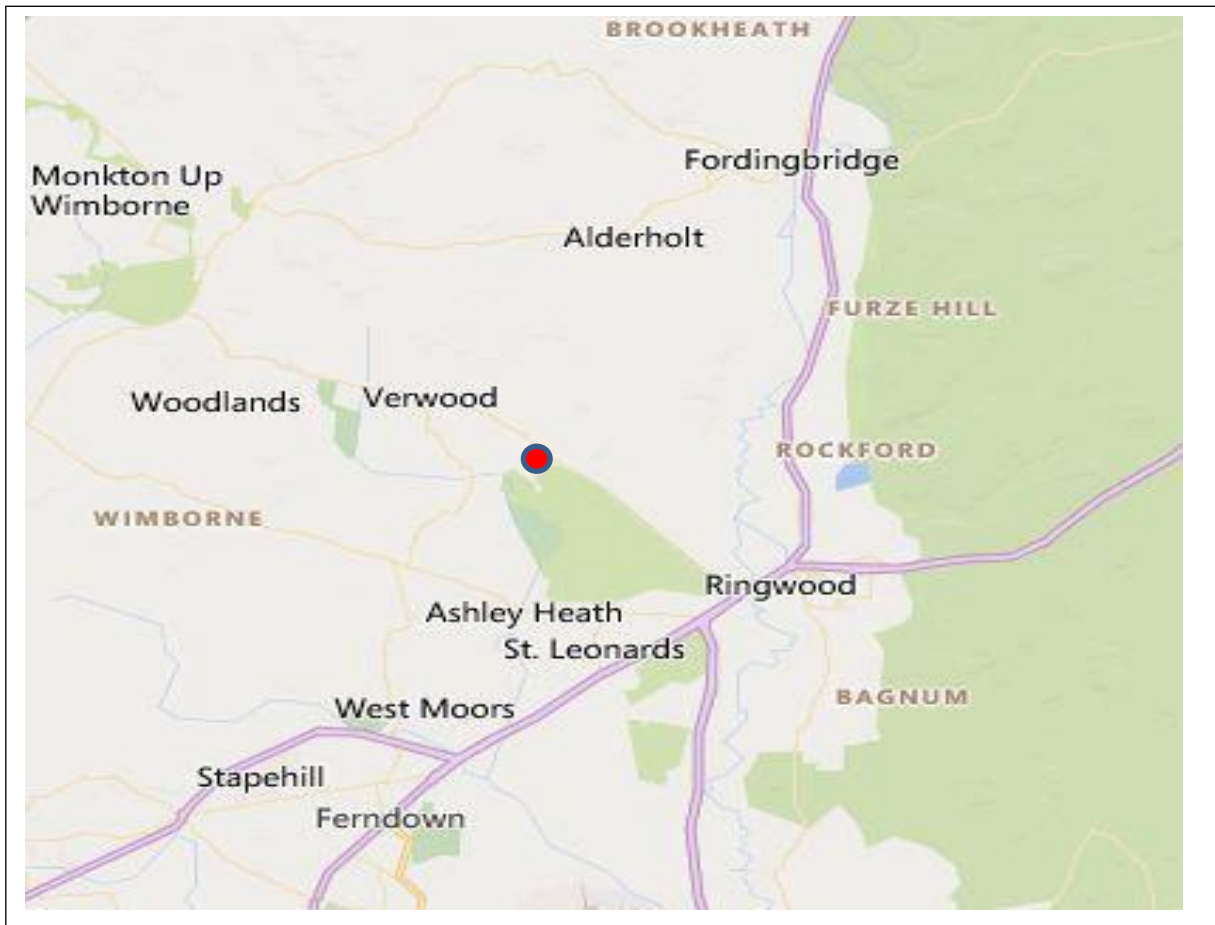 BROOKHEATH
Fordingbridge
Monkton Up
Wimborne
Alderholt
FURZE HILL
Woodlands
Verwood
ROCKFORD
WIMBORNE
Ringwood
Ashley Heath
St. Leonards
BAGNUM
West Moors
Stapehill
Ferndown